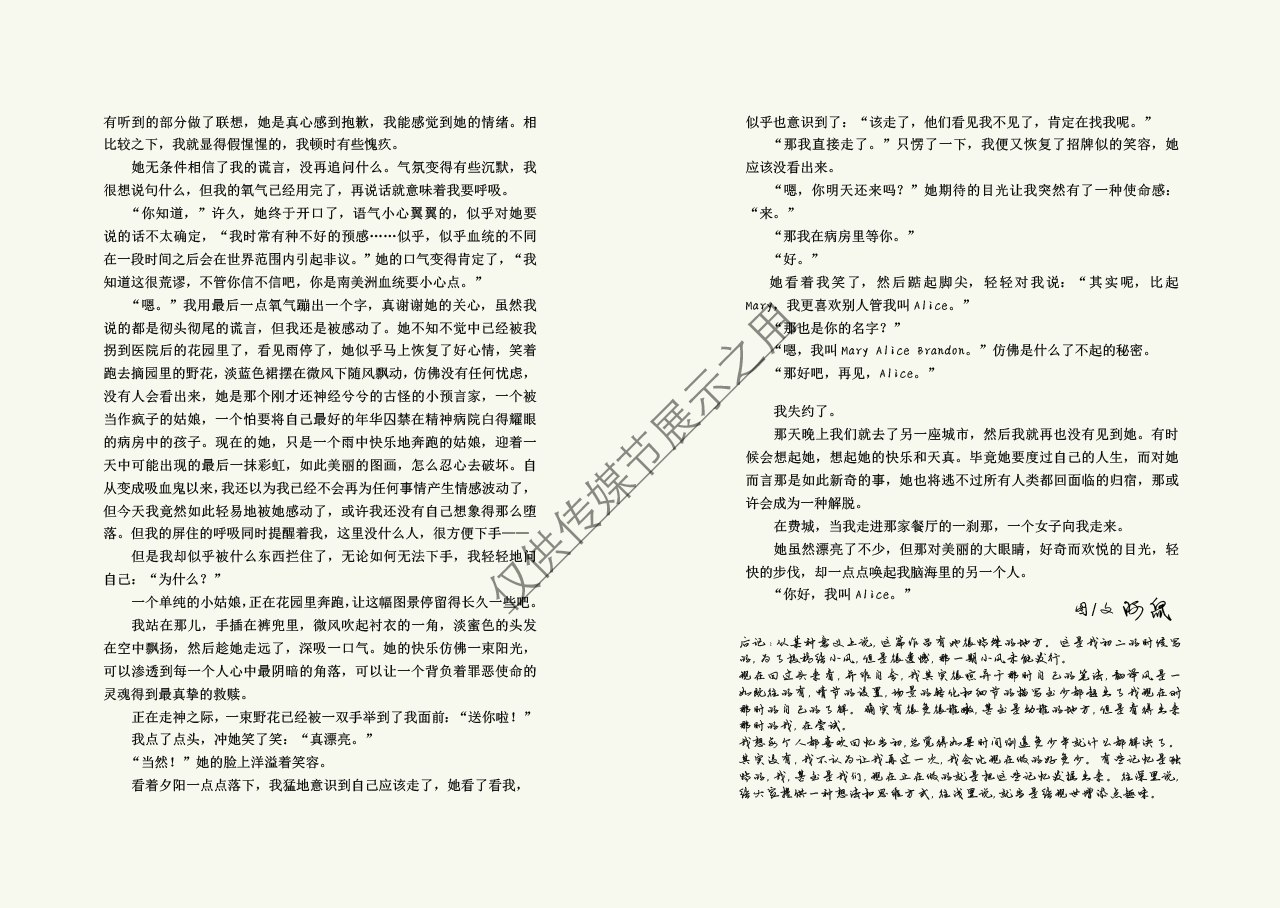 有听到的部分做了联想，她是真心感到抱歉，我能感觉到她的情绪。相
比较之下，我就显得假惺惺的，我顿时有些愧疚。
她无条件相信了我的谎言，没再追问什么。气氛变得有些沉默，我
很想说句什么，但我的氧气已经用完了，再说话就意味着我要呼吸。
“你知道，”许久，她终于开口了，语气小心翼翼的，似乎对她要
说的话不太确定，“我时常有种不好的预感……似乎，似乎血统的不同
在一段时间之后会在世界范围内引起非议。”她的口气变得肯定了，“我
知道这很荒谬，不管你信不信吧，你是南美洲血统要小心点。”
“嗯。”我用最后一点氧气蹦出一个字，真谢谢她的关心，虽然我
说的都是彻头彻尾的谎言，但我还是被感动了。她不知不觉中已经被我
拐到医院后的花园里了，看见雨停了，她似乎马上恢复了好心情，笑着
跑去摘园里的野花，淡蓝色裙摆在微风下随风飘动，仿佛没有任何忧虑，
没有人会看出来，她是那个刚才还神经兮兮的古怪的小预言家，一个被
当作疯子的姑娘，一个怕要将自己最好的年华囚禁在精神病院白得耀眼
的病房中的孩子。现在的她，只是一个雨中快乐地奔跑的姑娘，迎着一
天中可能出现的最后一抹彩虹，如此美丽的图画，怎么忍心去破坏。自
从变成吸血鬼以来，我还以为我已经不会再为任何事情产生情感波动了，
但今天我竟然如此轻易地被她感动了，或许我还没有自己想象得那么堕
落。但我的屏住的呼吸同时提醒着我，这里没什么人，很方便下手——
但是我却似乎被什么东西拦住了，无论如何无法下手，我轻轻地问
自己：“为什么？”
一个单纯的小姑娘，正在花园里奔跑，让这幅图景停留得长久一些吧。
我站在那儿，手插在裤兜里，微风吹起衬衣的一角，淡蜜色的头发
在空中飘扬，然后趁她走远了，深吸一口气。她的快乐仿佛一束阳光，
可以渗透到每一个人心中最阴暗的角落，可以让一个背负着罪恶使命的
灵魂得到最真挚的救赎。
正在走神之际，一束野花已经被一双手举到了我面前：“送你啦！”
我点了点头，冲她笑了笑：“真漂亮。”
“当然！”她的脸上洋溢着笑容。
看着夕阳一点点落下，我猛地意识到自己应该走了，她看了看我，
似乎也意识到了：“该走了，他们看见我不见了，肯定在找我呢。”
“那我直接走了。”只愣了一下，我便又恢复了招牌似的笑容，她
应该没看出来。
“嗯，你明天还来吗？”她期待的目光让我突然有了一种使命感：
“来。”
“那我在病房里等你。”
“好。”
她看着我笑了，然后踮起脚尖，轻轻对我说：“其实呢，比起
Mary，我更喜欢别人管我叫Alice。”
“那也是你的名字？”
“嗯，我叫Mary Alice Brandon。”仿佛是什么了不起的秘密。
“那好吧，再见，Alice。”
我失约了。
那天晚上我们就去了另一座城市，然后我就再也没有见到她。有时
候会想起她，想起她的快乐和天真。毕竟她要度过自己的人生，而对她
而言那是如此新奇的事，她也将逃不过所有人类都回面临的归宿，那或
许会成为一种解脱。
在费城，当我走进那家餐厅的一刹那，一个女子向我走来。
她虽然漂亮了不少，但那对美丽的大眼睛，好奇而欢悦的目光，轻
快的步伐，却一点点唤起我脑海里的另一个人。
“你好，我叫Alice。”
图/文 阿鼠
后记：从某种意义上说，这篇作品有她很特殊的地方。这是我初二的时候写
的，为了投稿给小风，但是很遗憾，那一期小风未能发行。
现在回过头来看，并非自夸，我其实很欣弃于那时自己的笔法，翻译风是一
如既往的有，情节的设置，场景的转化和细节的描写至少都超出了我现在对
那时的自己的了解。确实有很多很稚嫩，甚至是幼稚的地方，但是看得出来
那时的我，在尝试。
我想每个人都喜欢回忆当初，总觉得如果时间倒退多少年就什么都解决了。
其实没有，我不认为让我再过一次，我会比现在做的好多少。有些记忆是独
特的，我，甚至是我们，现在正在做的就是把这些记忆发掘出来。往深里说，
给大家提供一种想法和思维方式，往浅里说，就当是给现世增添点趣味。
仅供传媒节展示之用